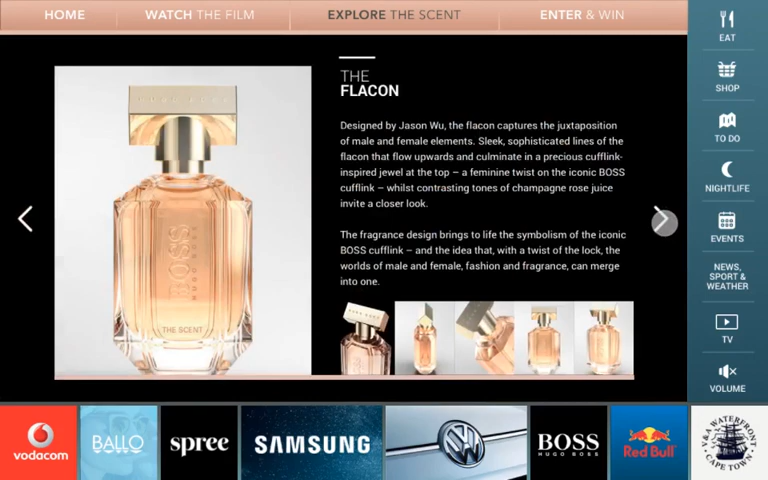 HOME
WATCH THE FILM
EXPLORE THE SCENT
ENTER & WIN
THE
FLACON
Designed by Jason Wu, the flacon captures the juxtaposition
of male and female elements. Sleek, sophisticated lines of the
flacon that flow upwards and culminate in a precious cufflink-
inspired jewel at the top – a feminine twist on the iconic BOSS
cufflink – whilst contrasting tones of champagne rose juice
invite a closer look.
The fragrance design brings to life the symbolism of the iconic
BOSS cufflink – and the idea that, with a twist of the lock, the
worlds of male and female, fashion and fragrance, can merge
into one.
BOSS
HUGO BOSS
THE SCENT
EAT
SHOP
TO DO
NIGHTLIFE
EVENTS
NEWS,
SPORT &
WEATHER
TV
VOLUME
vodacom
BALLO
spree
SAMSUNG
BOSS
HUGO BOSS
Red Bull
V&A WATERFRONT
CAPE TOWN